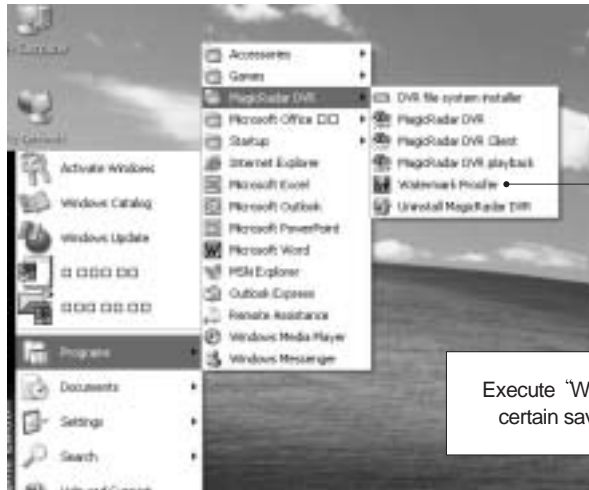 Activate Windows
Windows Catalog
Windows Update
Programs
Documents
Settings
Search
Help and Support
Accessories
Games
MagicRadar DVR
Microsoft Office
Startup
Internet Explorer
Microsoft Excel
Microsoft Outlook
Microsoft PowerPoint
Microsoft Word
MSN Explorer
Outlook Express
Remote Assistance
Windows Media Player
Windows Messenger
DVR file system installer
MagicRadar DVR
MagicRadar DVR Client
MagicRadar DVR playback
Watermark Proofer
Uninstall MagicRadar DVR
Execute “W
certain sav